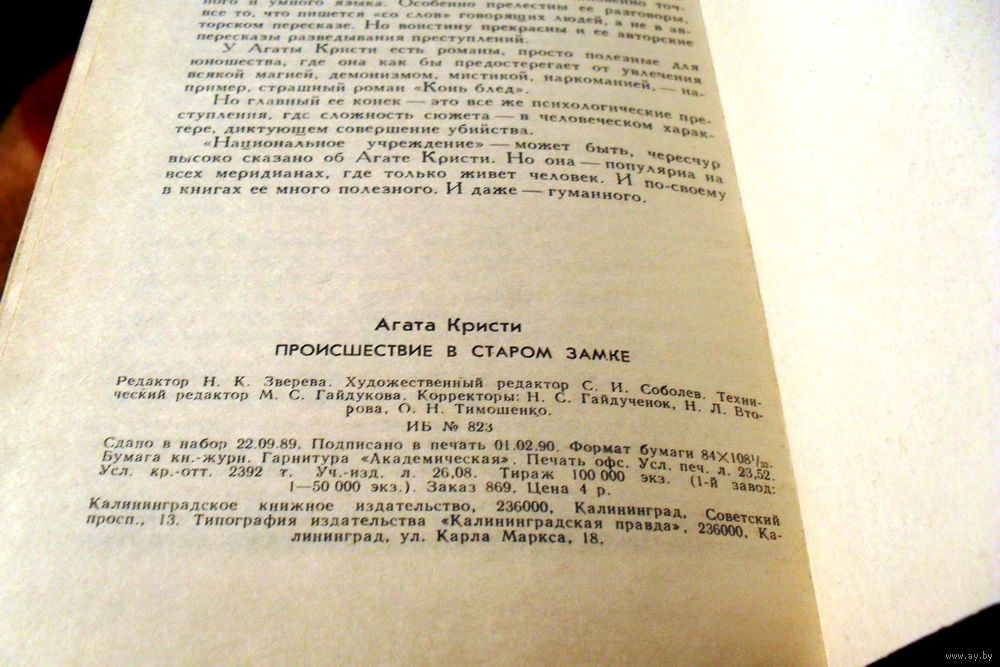 ного и умного языка. Особенно прелестны ее разговоры,
все то, что пишется «со слов» говорящих людей, а не в ав-
торском пересказе. Но воистину прекрасны и ее авторские
пересказы разведывания преступлений.
У Агаты Кристи есть романы, просто полезные для
юношества, где она как бы предостерегает от увлечения
всякой магией, демонизмом, мистикой, наркоманией, — на-
пример, страшный роман «Конь блед».
Но главный ее конек — это все же психологические пре-
ступления, где сложность сюжета — в человеческом харак-
тере, диктующем совершение убийства.
«Национальное учреждение» — может быть, чересчур
высоко сказано об Агате Кристи. Но она — популярна на
всех меридианах, где только живет человек. И по-своему
в книгах ее много полезного. И даже — гуманного.
Агата Кристи
ПРОИСШЕСТВИЕ В СТАРОМ ЗАМКЕ
Редактор Н. К. Зверева. Художественный редактор С. И. Соболев. Техни-
ческий редактор М. С. Гайдукова. Корректоры: Н. С. Гайдученок, Н. Л. Вто-
рова, О. Н. Тимошенко.
ИБ № 823
Сдано в набор 22.09.89. Подписано в печать 01.02.90. Формат бумаги 84×108¹/₃₂.
Бумага кн.-журн. Гарнитура «Академическая». Печать офс. Усл. печ. л. 23,52.
Усл. кр.-отт. 2392 т. Уч.-изд. л. 26,08. Тираж 100 000 экз. (1-й завод:
1—50 000 экз.). Заказ 869. Цена 4 р.
Калининградское книжное издательство, 236000, Калининград, Советский
просп., 13. Типография издательства «Калининградская правда», 236000, Ка-
лининград, ул. Карла Маркса, 18.
www.ay.by